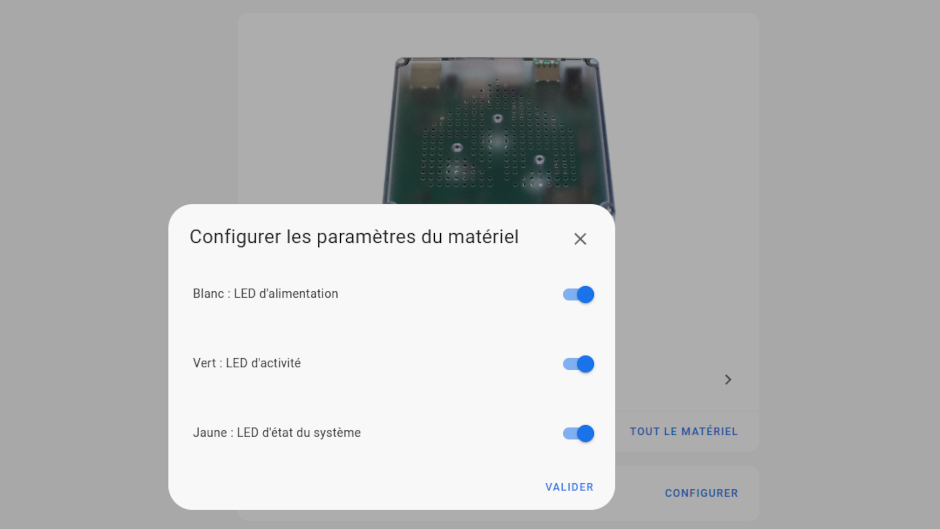 Configurer les paramètres du matériel
Blanc : LED d'alimentation
Vert : LED d'activité
Jaune : LED d'état du système
VALIDER
TOUT LE MATÉRIEL
CONFIGURER